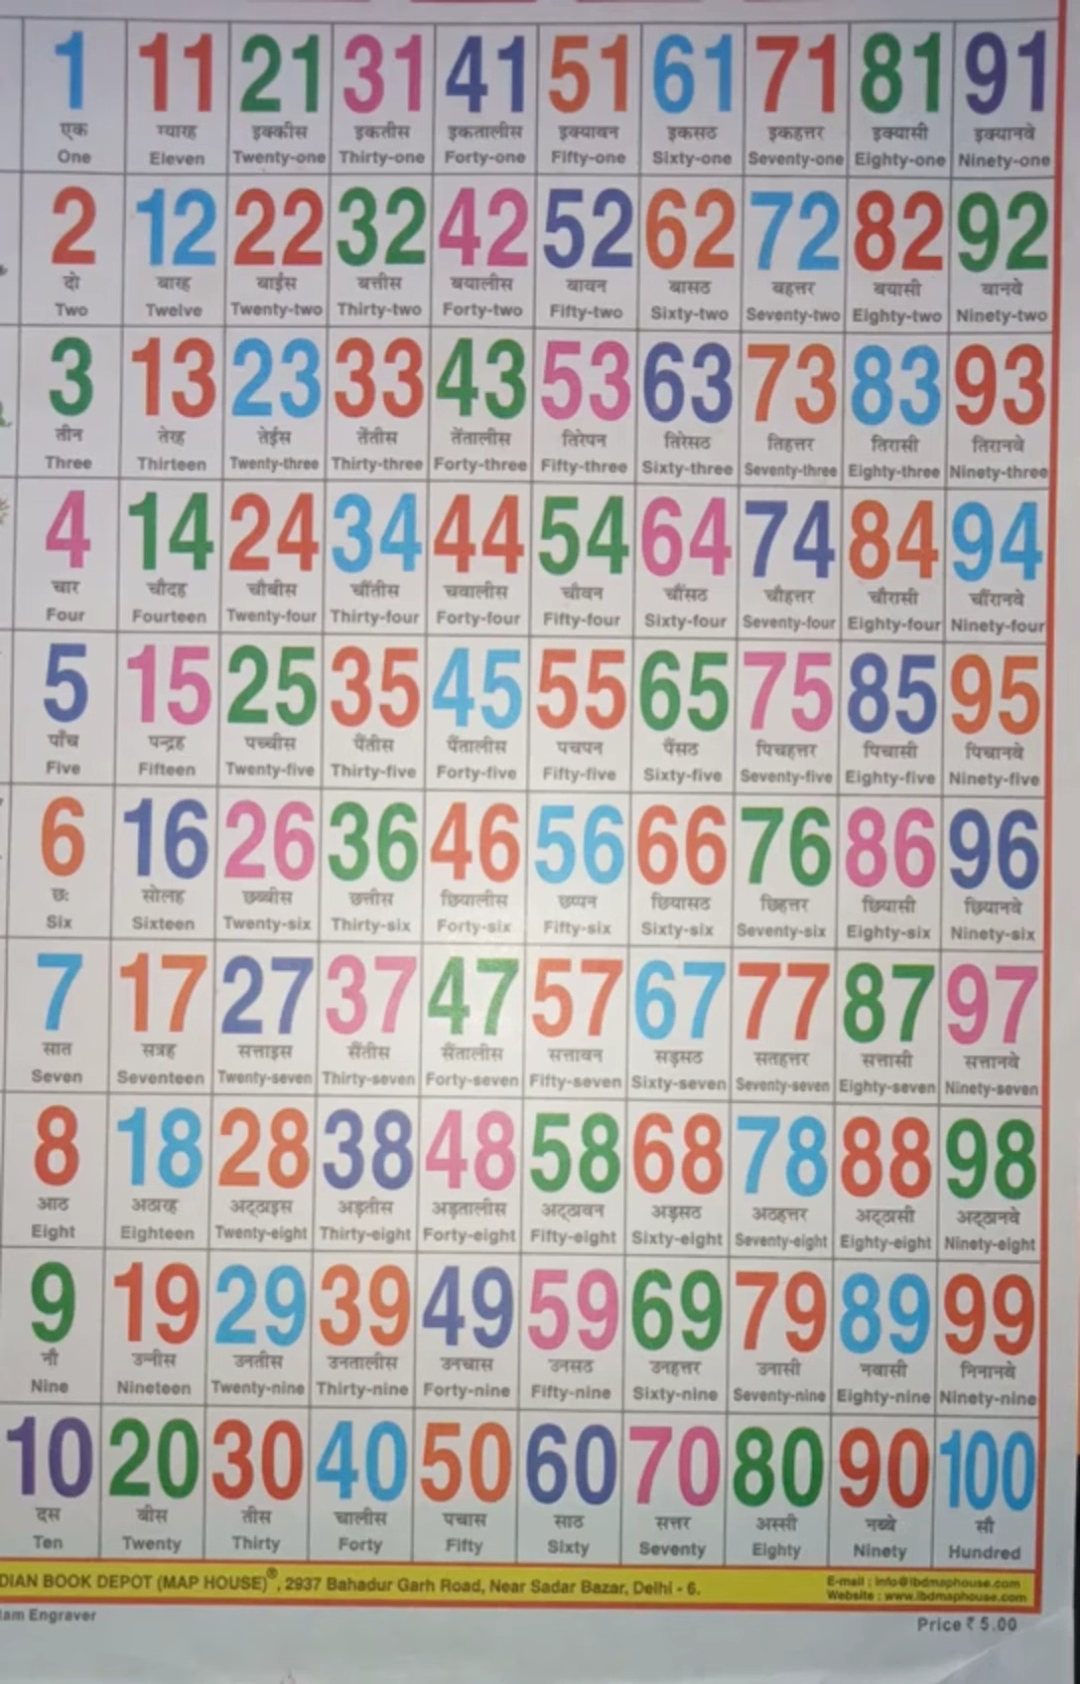 1 11 21 31 41 51 61 71 81 91
एक ग्यारह इक्कीस इकतीस इकतालीस इक्यावन इकसठ इकहत्तर इक्यासी इक्यानवे
One Eleven Twenty-one Thirty-one Forty-one Fifty-one Sixty-one Seventy-one Eighty-one Ninety-one
2 12 22 32 42 52 62 72 82 92
दो बारह बाईस बत्तीस बयालीस बावन बासठ बहत्तर बयासी बानवे
Two Twelve Twenty-two Thirty-two Forty-two Fifty-two Sixty-two Seventy-two Eighty-two Ninety-two
3 13 23 33 43 53 63 73 83 93
तीन तेरह तेईस तेंतीस तेंतालीस तिरेपन तिरेसठ तिहत्तर तिरासी तिरानवे
Three Thirteen Twenty-three Thirty-three Forty-three Fifty-three Sixty-three Seventy-three Eighty-three Ninety-three
4 14 24 34 44 54 64 74 84 94
चार चौदह चौबीस चौंतीस चवालीस चौवन चौंसठ चौहत्तर चौरासी चौंरानवे
Four Fourteen Twenty-four Thirty-four Forty-four Fifty-four Sixty-four Seventy-four Eighty-four Ninety-four
5 15 25 35 45 55 65 75 85 95
पाँच पन्द्रह पच्चीस पैंतीस पैंतालीस पचपन पैंसठ पिचहत्तर पिचासी पिचानवे
Five Fifteen Twenty-five Thirty-five Forty-five Fifty-five Sixty-five Seventy-five Eighty-five Ninety-five
6 16 26 36 46 56 66 76 86 96
छः सोलह छब्बीस छत्तीस छियालीस छप्पन छियासठ छिहत्तर छियासी छियानवे
Six Sixteen Twenty-six Thirty-six Forty-six Fifty-six Sixty-six Seventy-six Eighty-six Ninety-six
7 17 27 37 47 57 67 77 87 97
सात सत्रह सत्ताइस सैंतीस सैंतालीस सत्तावन सड़सठ सतहत्तर सत्तासी सत्तानवे
Seven Seventeen Twenty-seven Thirty-seven Forty-seven Fifty-seven Sixty-seven Seventy-seven Eighty-seven Ninety-seven
8 18 28 38 48 58 68 78 88 98
आठ अठारह अट्ठाइस अड़तीस अड़तालीस अट्ठावन अड़सठ अठहत्तर अट्ठासी अट्ठानवे
Eight Eighteen Twenty-eight Thirty-eight Forty-eight Fifty-eight Sixty-eight Seventy-eight Eighty-eight Ninety-eight
9 19 29 39 49 59 69 79 89 99
नौ उन्नीस उनतीस उनतालीस उनचास उनसठ उनहत्तर उनासी नवासी निनानवे
Nine Nineteen Twenty-nine Thirty-nine Forty-nine Fifty-nine Sixty-nine Seventy-nine Eighty-nine Ninety-nine
10 20 30 40 50 60 70 80 90 100
दस बीस तीस चालीस पचास साठ सत्तर अस्सी नब्बे सौ
Ten Twenty Thirty Forty Fifty Sixty Seventy Eighty Ninety Hundred
DIAN BOOK DEPOT (MAP HOUSE)®, 2937 Bahadur Garh Road, Near Sadar Bazar, Delhi - 6.
E-mail : info@ibdmaphouse.com
Website : www.ibdmaphouse.com
am Engraver
Price ₹ 5.00